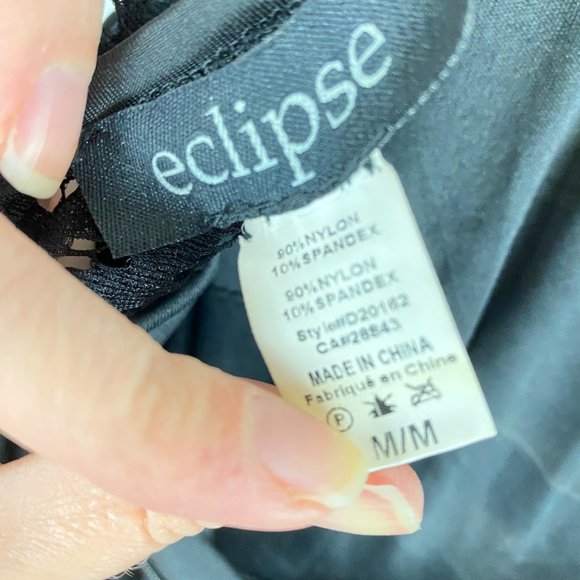 eclipse
90%NYLON
10%SPANDEX
90%NYLON
10%SPANDEX
Style#D20162
CA#28843
MADE IN CHINA
Fabriqué en Chine
P
M/M